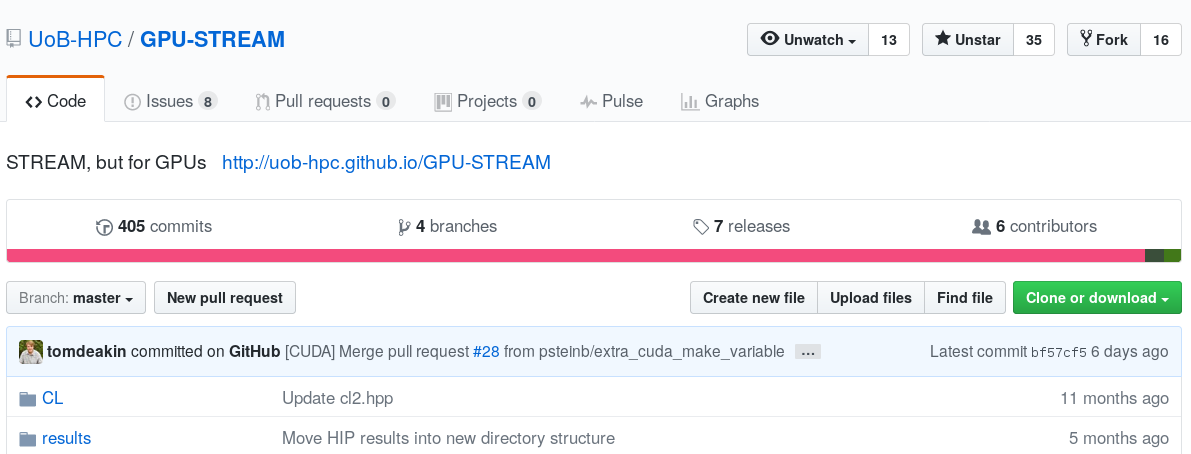 UoB-HPC / GPU-STREAM
Unwatch 13 Unstar 35 Fork 16
Code Issues 8 Pull requests 0 Projects 0 Pulse Graphs
STREAM, but for GPUs http://uob-hpc.github.io/GPU-STREAM
405 commits 4 branches 7 releases 6 contributors
Branch: master New pull request Create new file Upload files Find file Clone or download
tomdeakin committed on GitHub [CUDA] Merge pull request #28 from psteinb/extra_cuda_make_variable ... Latest commit bf57cf5 6 days ago
CL Update cl2.hpp 11 months ago
results Move HIP results into new directory structure 5 months ago